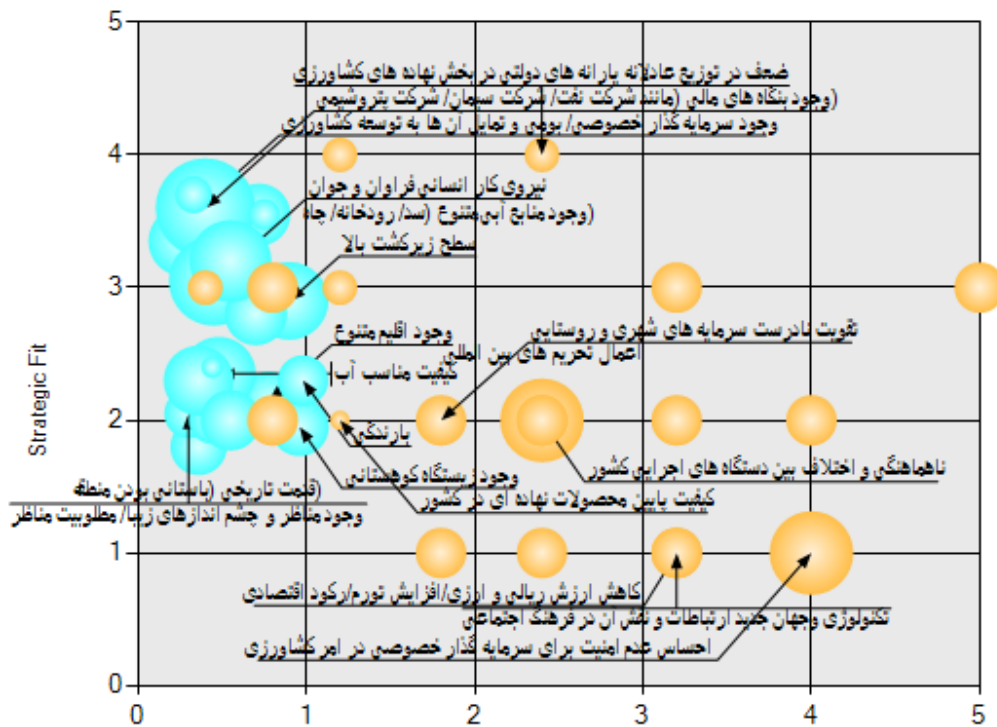 5
ضعف در توزیع عادلانه یارانه های دولتی در بخش نهاده های کشاورزی
وجود بنگاه های مالی (مانند شرکت نفت/ شرکت سیمان/ شرکت پتروشیمی)
وجود سرمایه گذار خصوصی/ بومی و تمایل آن ها به توسعه کشاورزی
4
نیروی کار انسانی فراوان و جوان
وجود منابع آبی متنوع (سد/ رودخانه/ چاه)
سطح زیرکشت بالا
3
تقویت نادرست سرمایه های شهری و روستایی
وجود اقلیم متنوع
اعمال تحریم های بین المللی
کیفیت مناسب آب
Strategic Fit
2
بارندگی
ناهماهنگی و اختلاف بین دستگاه های اجرایی کشور
وجود زیستگاه کوهستانی
قدمت تاریخی (باستانی بودن منطقه)
کیفیت پایین محصولات نهاده ای در کشور
وجود مناظر و چشم اندازهای زیبا/ مطلوبیت مناظر
1
کاهش ارزش ریالی و ارزی/افزایش تورم/رکود اقتصادی
تکنولوژی وجهان جدید ارتباطات و نقش آن در فرهنگ اجتماعی
احساس عدم امنیت برای سرمایه گذار خصوصی در امر کشاورزی
0
0 1 2 3 4 5